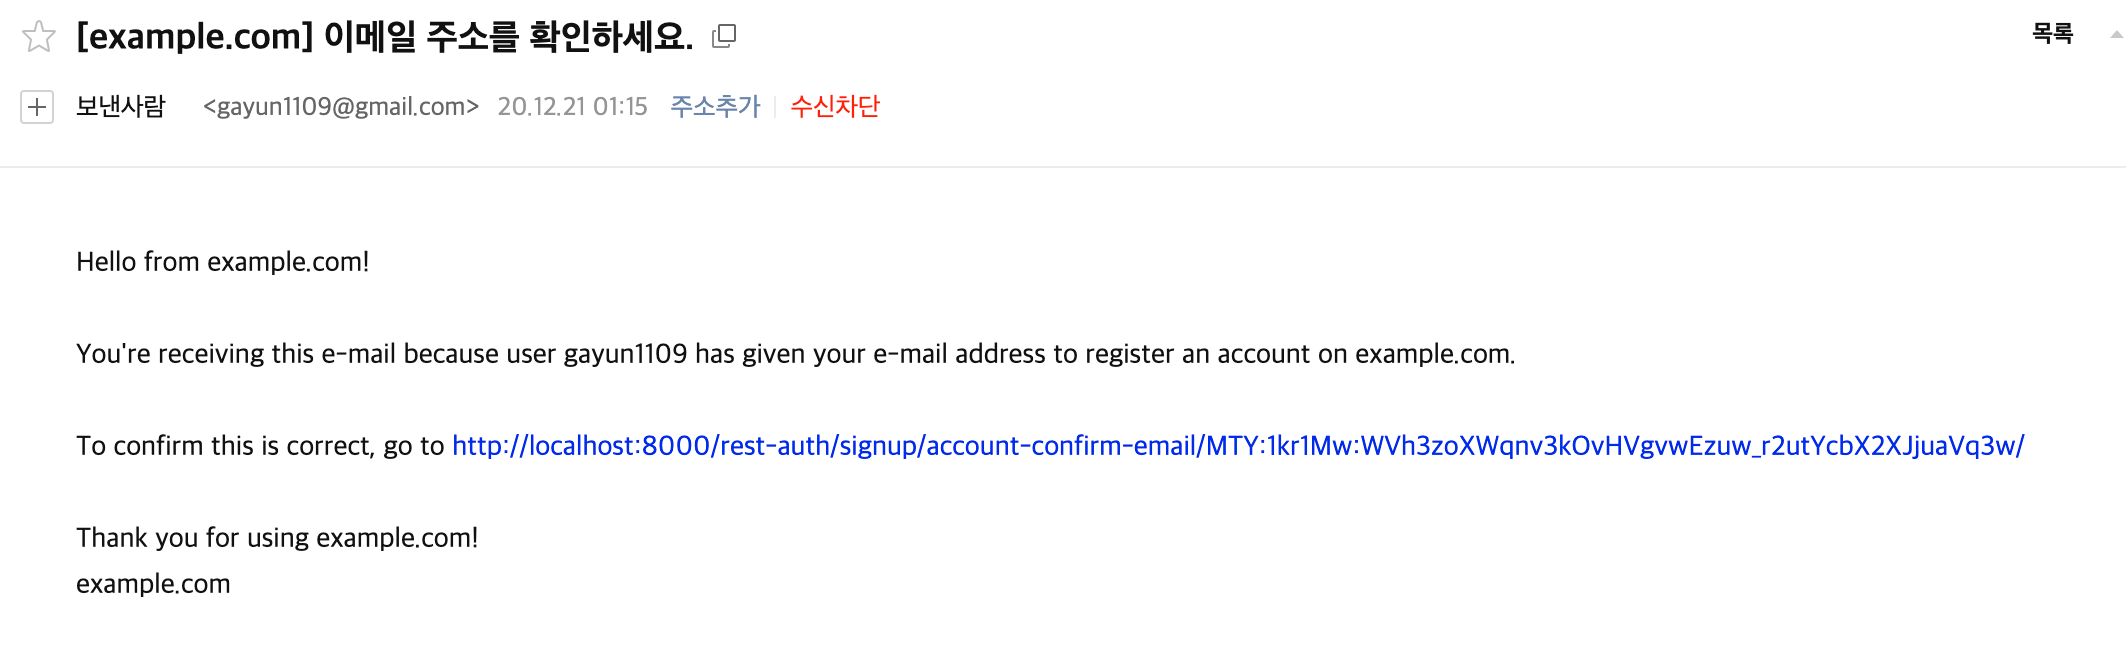 [example.com] 이메일 주소를 확인하세요.
목록
보낸사람 <gayun1109@gmail.com> 20.12.21 01:15 주소추가 수신차단
Hello from example.com!
You're receiving this e-mail because user gayun1109 has given your e-mail address to register an account on example.com.
To confirm this is correct, go to http://localhost:8000/rest-auth/signup/account-confirm-email/MTY:1kr1Mw:WVh3zoXWqnv3kOvHVgvwEzuw_r2utYcbX2XJjuaVq3w/
Thank you for using example.com!
example.com